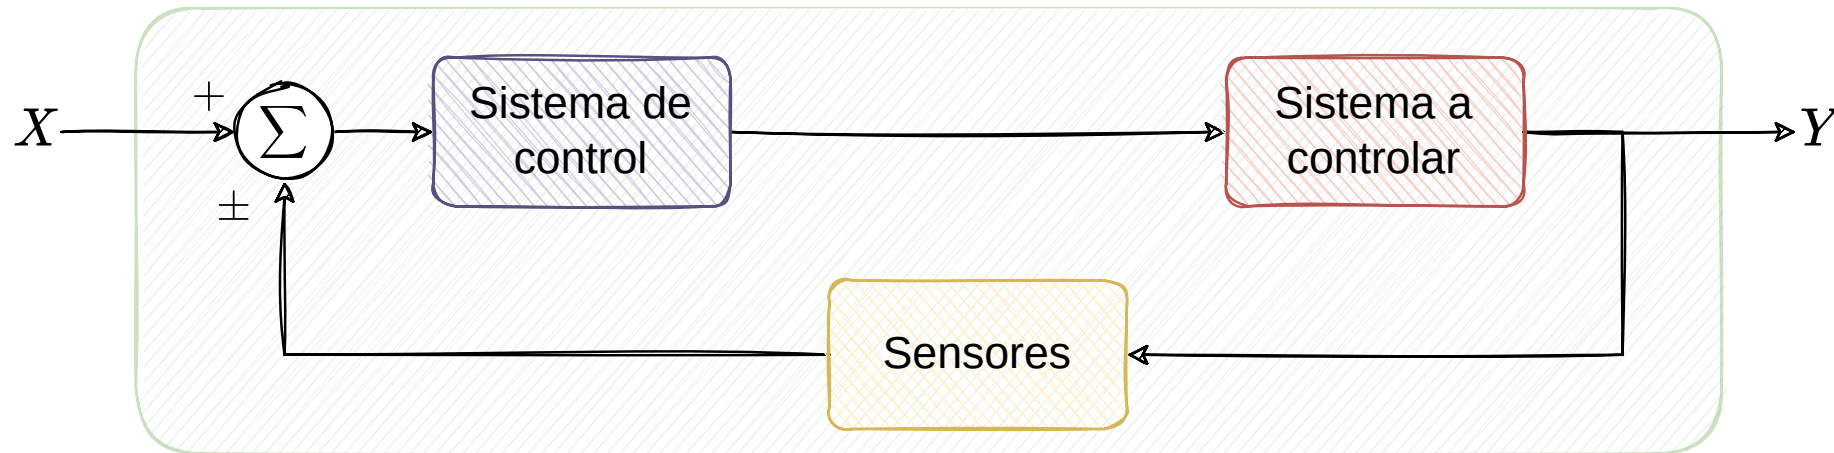 X
+
∑
±
Sistema de
control
Sistema a
controlar
Y
Sensores